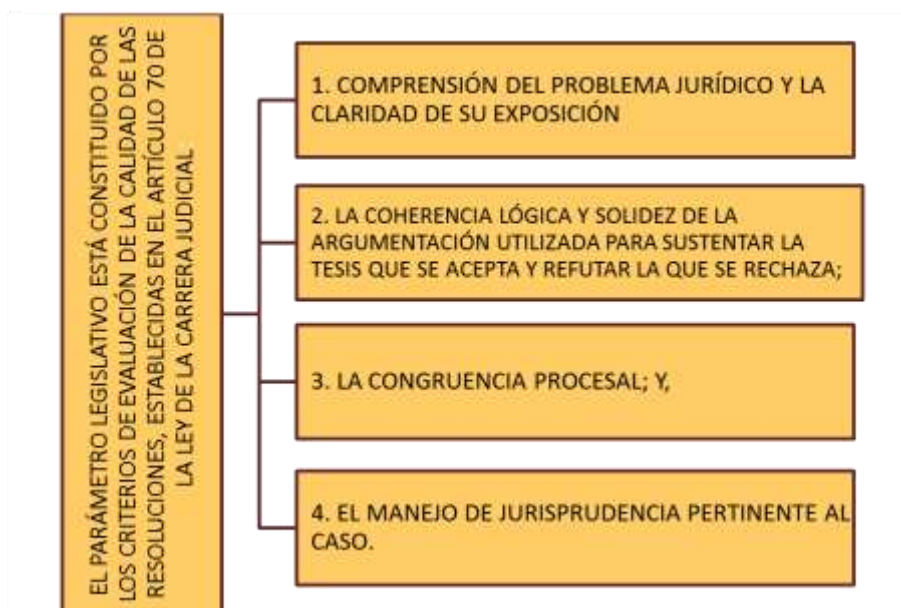 EL PARÁMETRO LEGISLATIVO ESTÁ CONSTITUIDO POR
LOS CRITERIOS DE EVALUACIÓN DE LA CALIDAD DE LAS
RESOLUCIONES, ESTABLECIDAS EN EL ARTÍCULO 70 DE
LA LEY DE LA CARRERA JUDICIAL
1. COMPRENSIÓN DEL PROBLEMA JURÍDICO Y LA
CLARIDAD DE SU EXPOSICIÓN
2. LA COHERENCIA LÓGICA Y SOLIDEZ DE LA
ARGUMENTACIÓN UTILIZADA PARA SUSTENTAR LA
TESIS QUE SE ACEPTA Y REFUTAR LA QUE SE RECHAZA;
3. LA CONGRUENCIA PROCESAL; Y,
4. EL MANEJO DE JURISPRUDENCIA PERTINENTE AL
CASO.